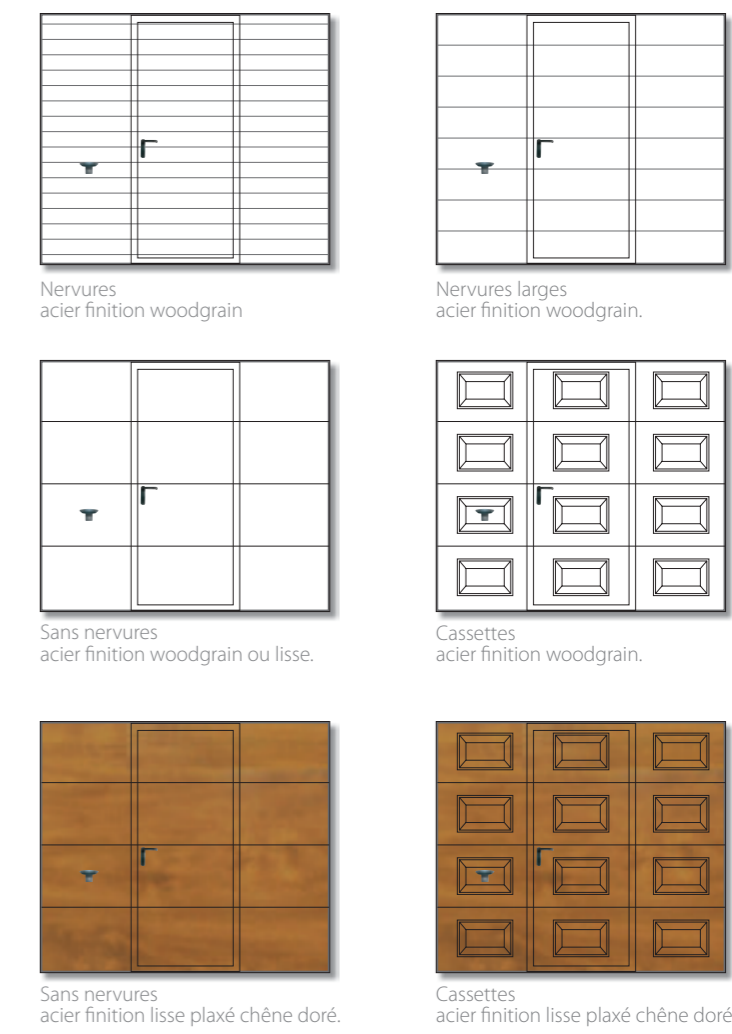 Nervures
acier finition woodgrain
Nervures larges
acier finition woodgrain.
Sans nervures
acier finition woodgrain ou lisse.
Cassettes
acier finition woodgrain.
Sans nervures
acier finition lisse plaxé chêne doré.
Cassettes
acier finition lisse plaxé chêne doré